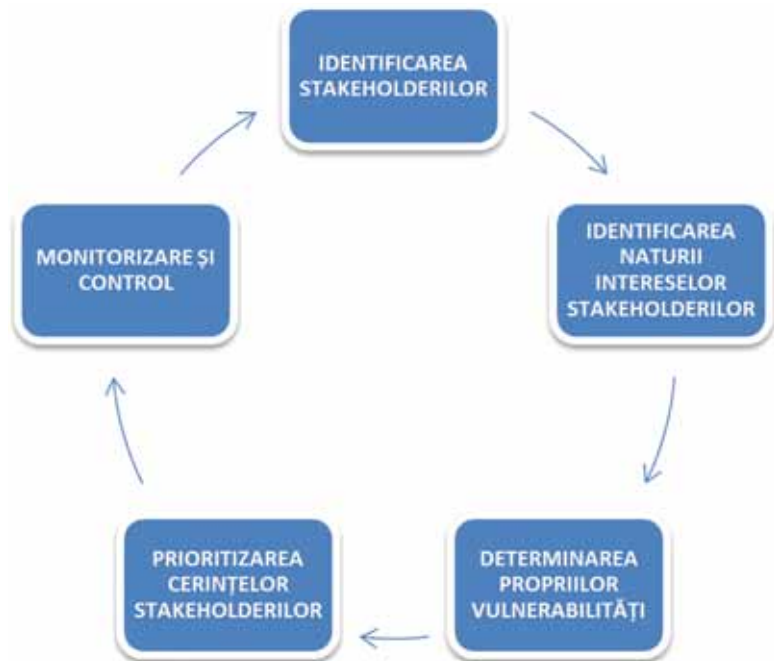 IDENTIFICAREA
STAKEHOLDERILOR
IDENTIFICAREA
NATURII
INTERESELOR
STAKEHOLDERILOR
DETERMINAREA
PROPRIILOR
VULNERABILITĂȚI
PRIORITIZAREA
CERINȚELOR
STAKEHOLDERILOR
MONITORIZARE ȘI
CONTROL